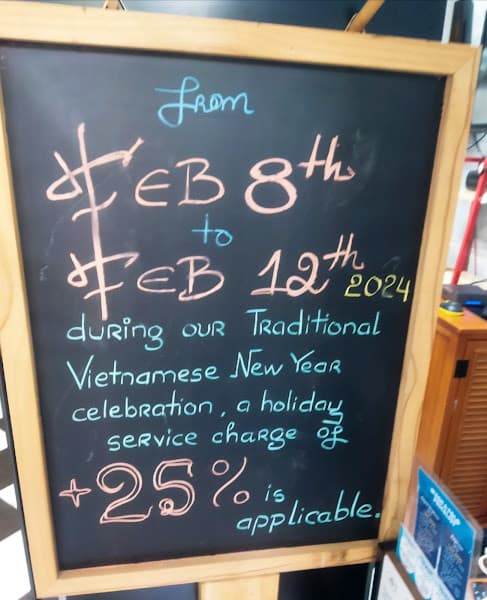 from
FEB 8th
to
FEB 12th
2024
during our Traditional
Vietnamese New Year
celebration, a holiday
service charge of
+25% is
applicable.